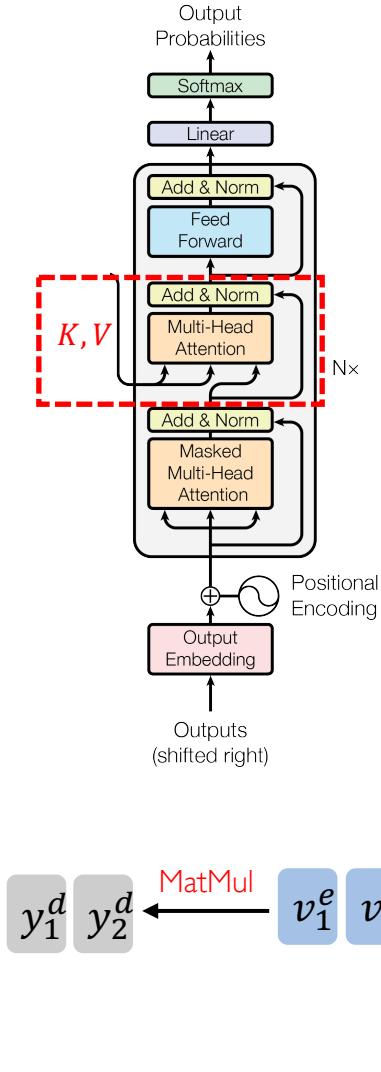 Output
Probabilities
Softmax
Linear
Add & Norm
Feed
Forward
Add & Norm
K, V
Multi-Head
Attention
N×
Add & Norm
Masked
Multi-Head
Attention
Positional
Encoding
Output
Embedding
Outputs
(shifted right)
MatMul
y₁ᵈ y₂ᵈ v₁ᵉ v